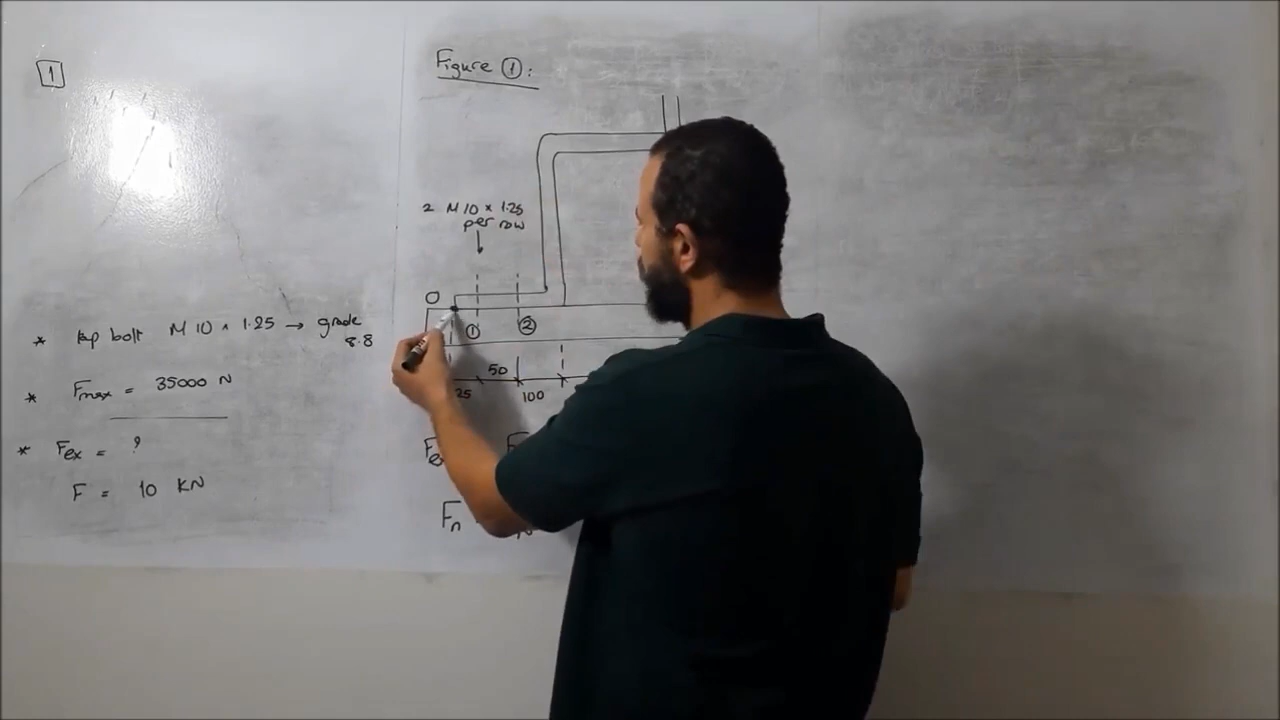 1
Figure ①:
2 M10 × 1.25
per row
O
①
②
50
25
100
* tap bolt M10 × 1.25 → grade
8.8
* Fmax = 35000 N
* Fex = ?
F = 10 KN
Fn